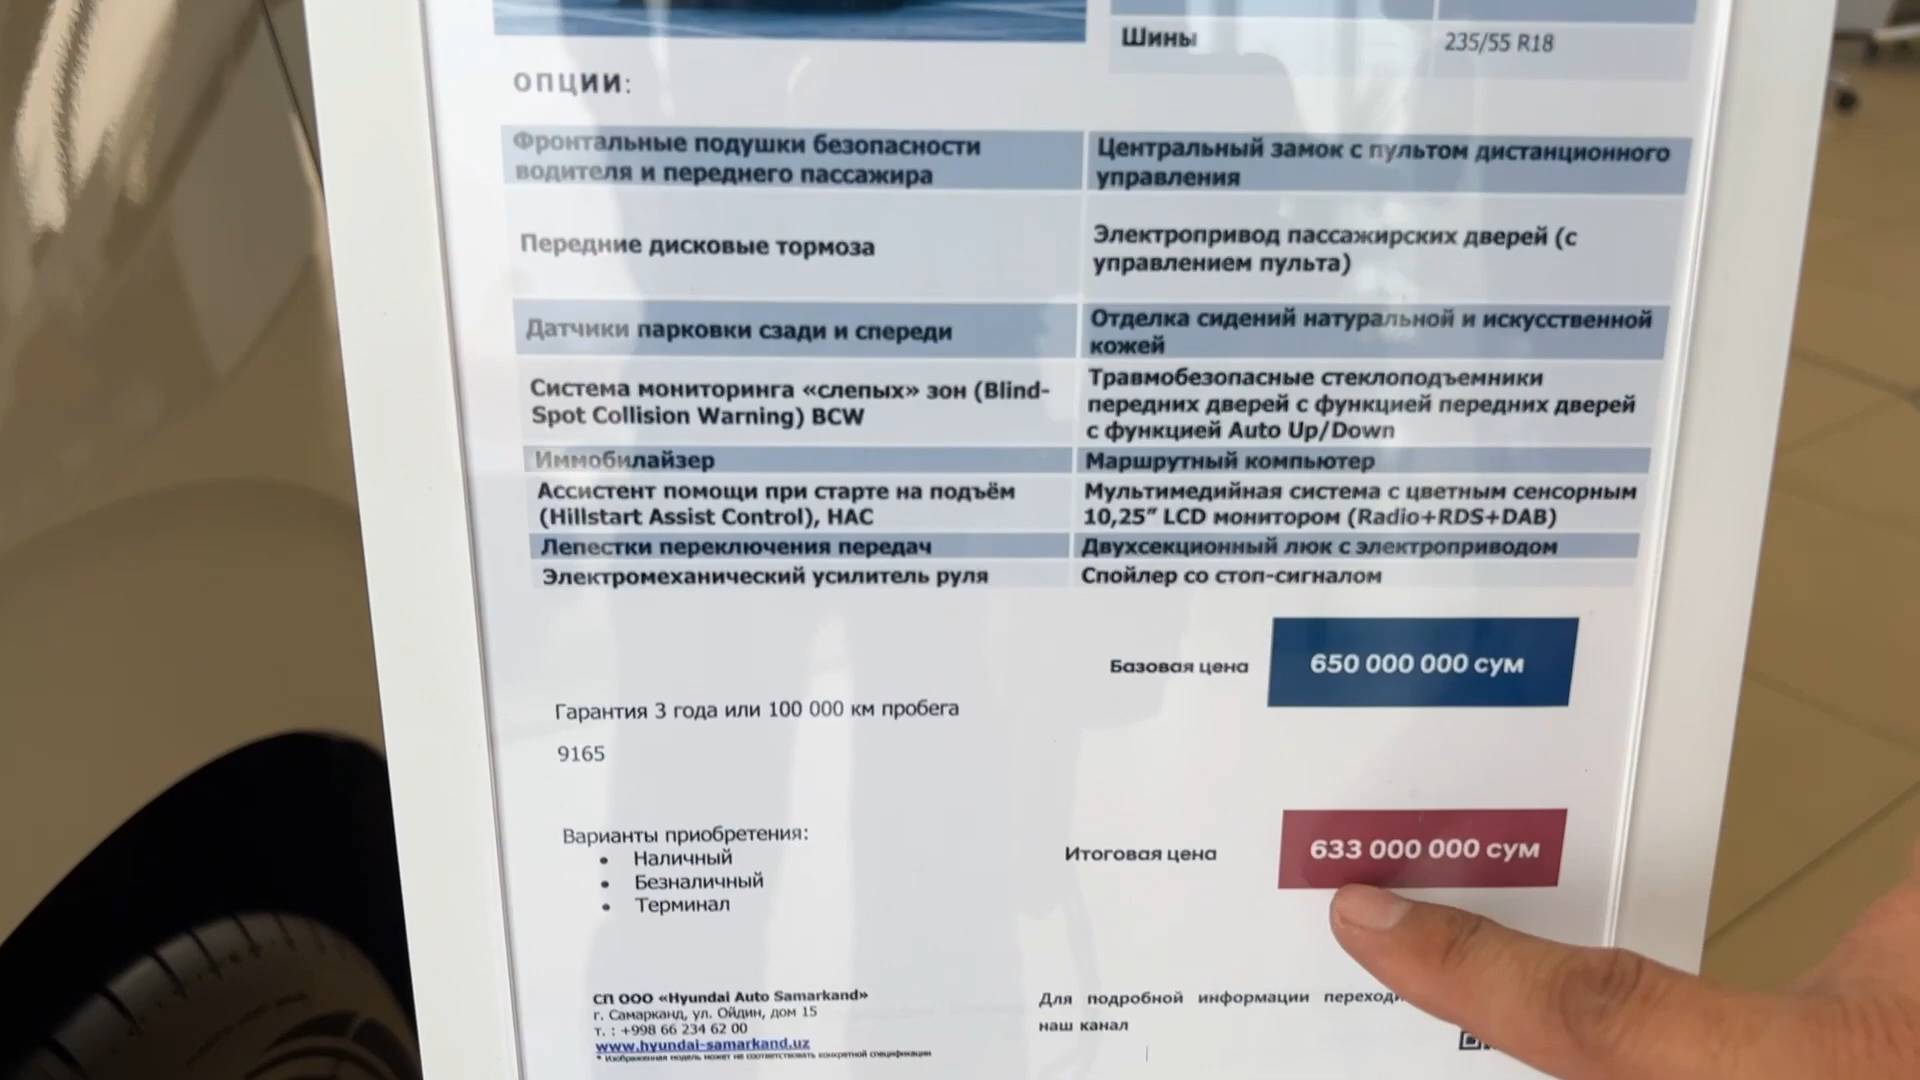 Шины 235/55 R18
ОПЦИИ:
Фронтальные подушки безопасности
водителя и переднего пассажира
Центральный замок с пультом дистанционного
управления
Передние дисковые тормоза
Электропривод пассажирских дверей (с
управлением пульта)
Датчики парковки сзади и спереди
Отделка сидений натуральной и искусственной
кожей
Система мониторинга «слепых» зон (Blind-
Spot Collision Warning) BCW
Травмобезопасные стеклоподъемники
передних дверей с функцией передних дверей
с функцией Auto Up/Down
Иммобилайзер
Маршрутный компьютер
Ассистент помощи при старте на подъём
(Hillstart Assist Control), HAC
Мультимедийная система с цветным сенсорным
10,25” LCD монитором (Radio+RDS+DAB)
Лепестки переключения передач
Двухсекционный люк с электроприводом
Электромеханический усилитель руля
Спойлер со стоп-сигналом
Базовая цена 650 000 000 сум
Гарантия 3 года или 100 000 км пробега
9165
Варианты приобретения:
• Наличный
• Безналичный
• Терминал
Итоговая цена 633 000 000 сум
СП ООО «Hyundai Auto Samarkand»
г. Самарканд, ул. Ойдин, дом 15
т. : +998 66 234 62 00
www.hyundai-samarkand.uz
* Изображенная модель может не соответствовать конкретной спецификации
Для подробной информации
наш канал